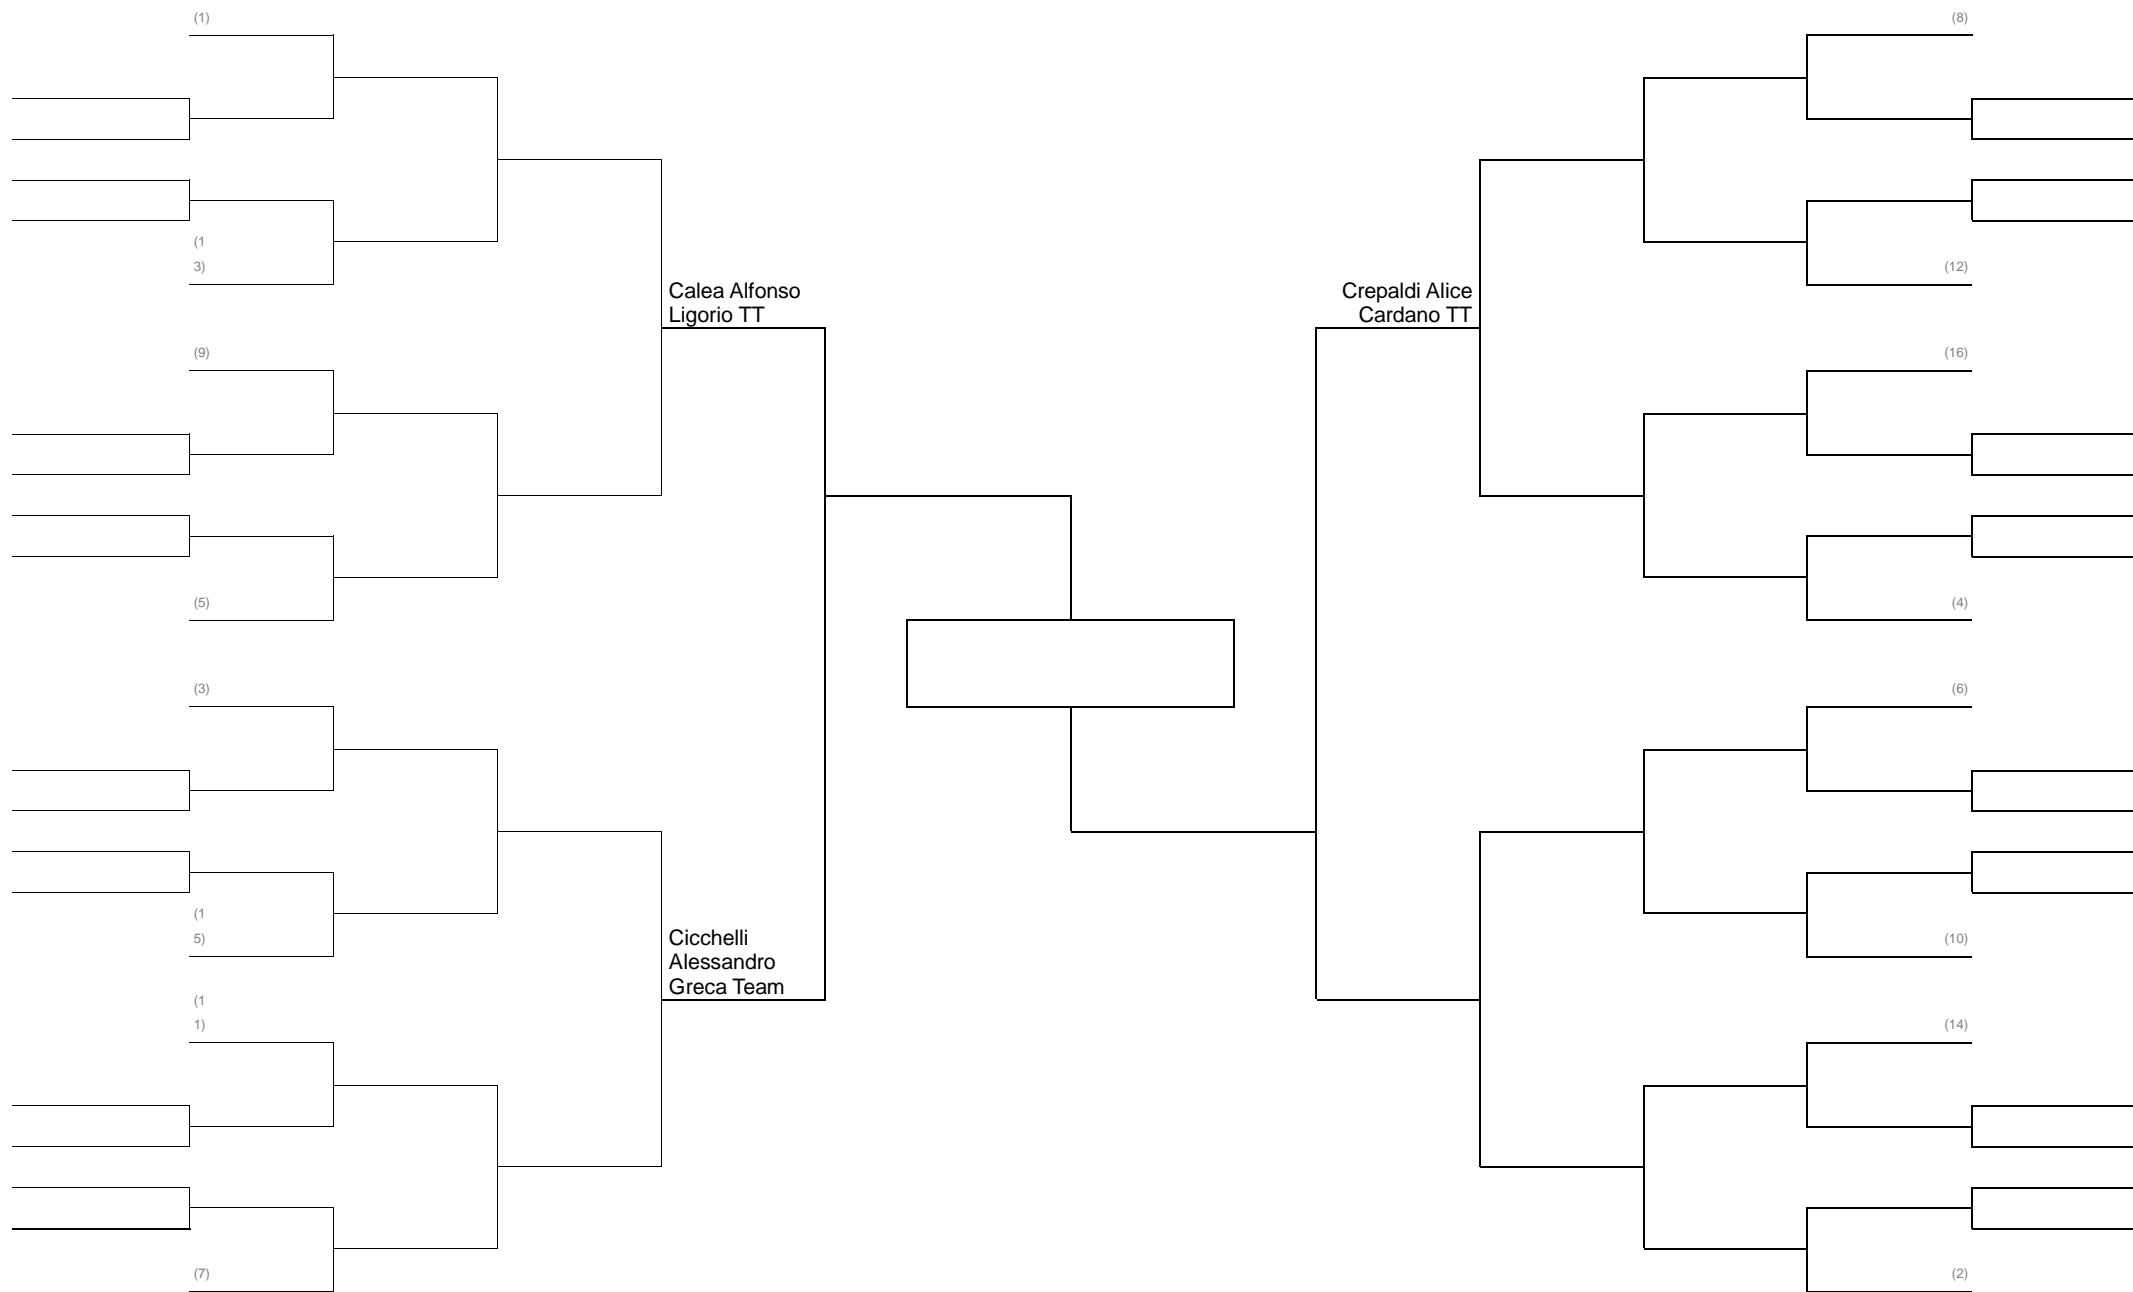 (1)
(8)
(1
3)
(12)
Calea Alfonso
Ligorio TT
Crepaldi Alice
Cardano TT
(9)
(16)
(5)
(4)
(3)
(6)
(1
5)
(10)
Cicchelli
Alessandro
Greca Team
(1
1)
(14)
(7)
(2)